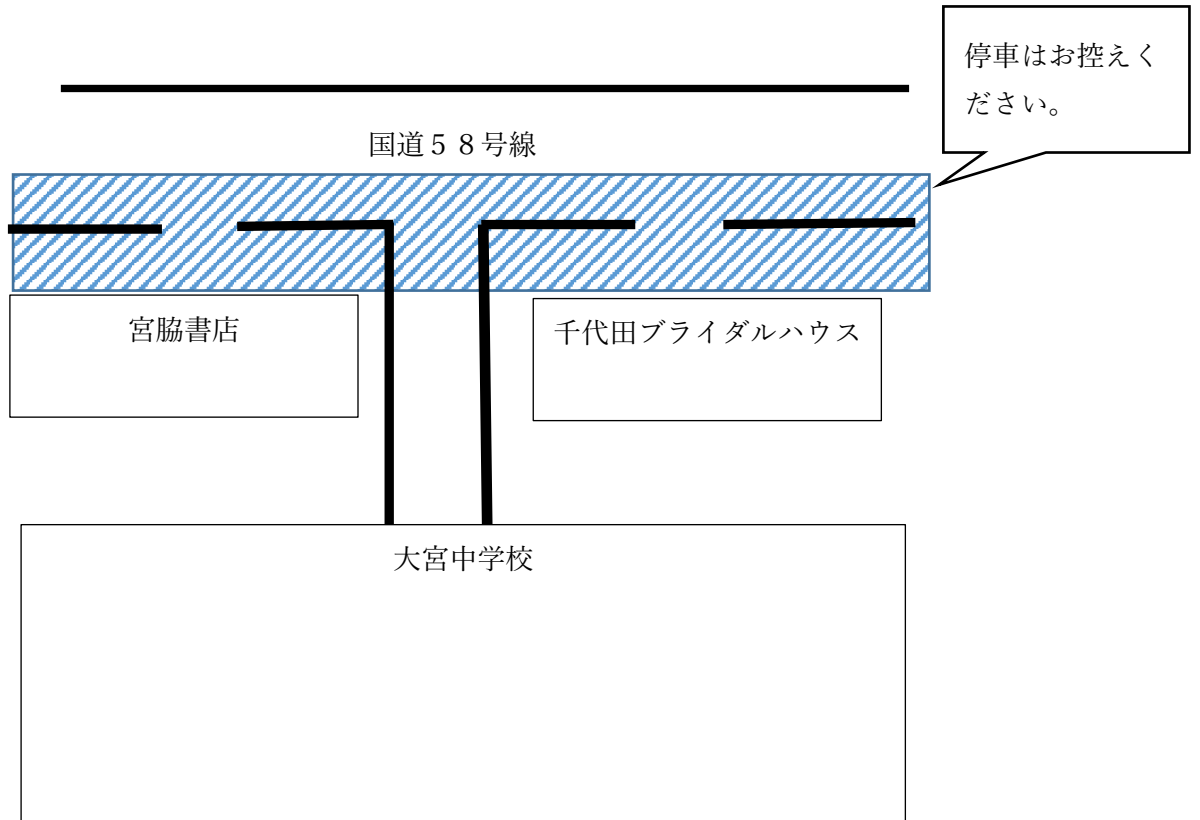 停車はお控えく
ださい。
国道５８号線
宮脇書店
千代田ブライダルハウス
大宮中学校